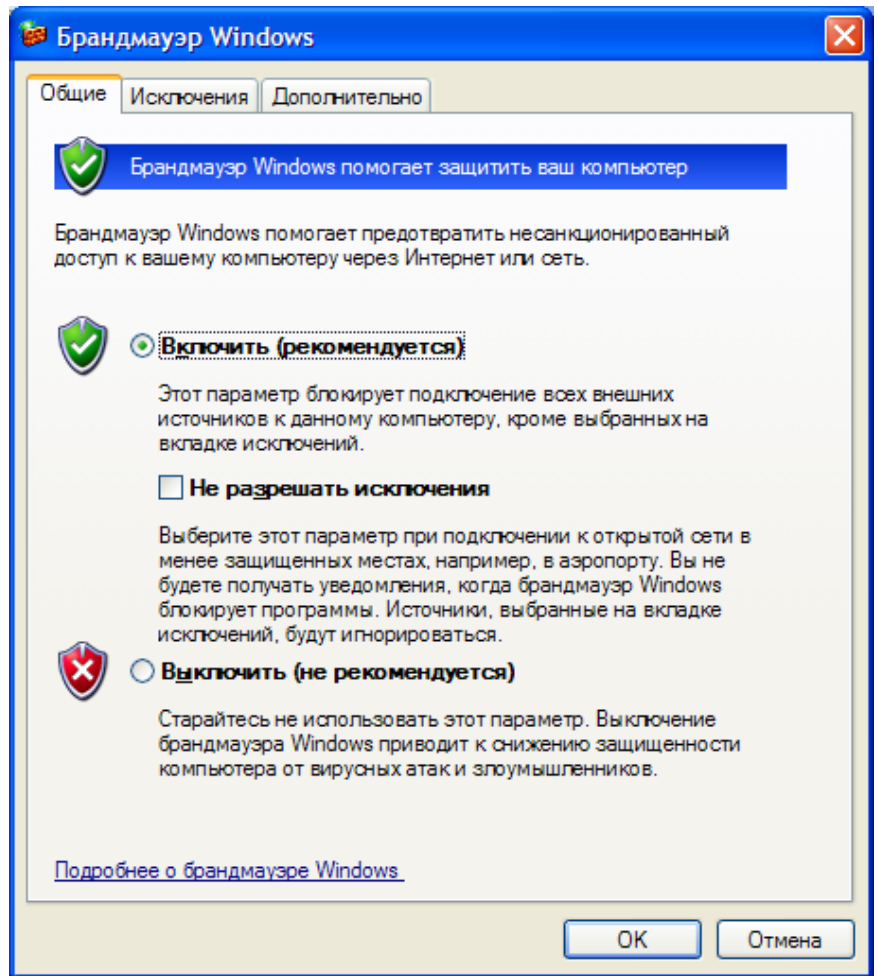 Брандмауэр Windows
Общие Исключения Дополнительно
Брандмауэр Windows помогает защитить ваш компьютер
Брандмауэр Windows помогает предотвратить несанкционированный
доступ к вашему компьютеру через Интернет или сеть.
Включить (рекомендуется)
Этот параметр блокирует подключение всех внешних
источников к данному компьютеру, кроме выбранных на
вкладке исключений.
Не разрешать исключения
Выберите этот параметр при подключении к открытой сети в
менее защищенных местах, например, в аэропорту. Вы не
будете получать уведомления, когда брандмауэр Windows
блокирует программы. Источники, выбранные на вкладке
исключений, будут игнорироваться.
Выключить (не рекомендуется)
Старайтесь не использовать этот параметр. Выключение
брандмауэра Windows приводит к снижению защищенности
компьютера от вирусных атак и злоумышленников.
Подробнее о брандмауэре Windows
OK Отмена